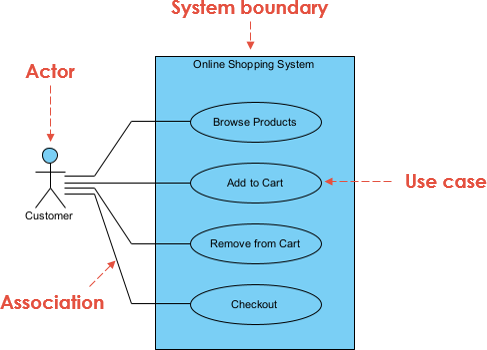 System boundary
Online Shopping System
Actor
Browse Products
Add to Cart
Use case
Customer
Remove from Cart
Association
Checkout